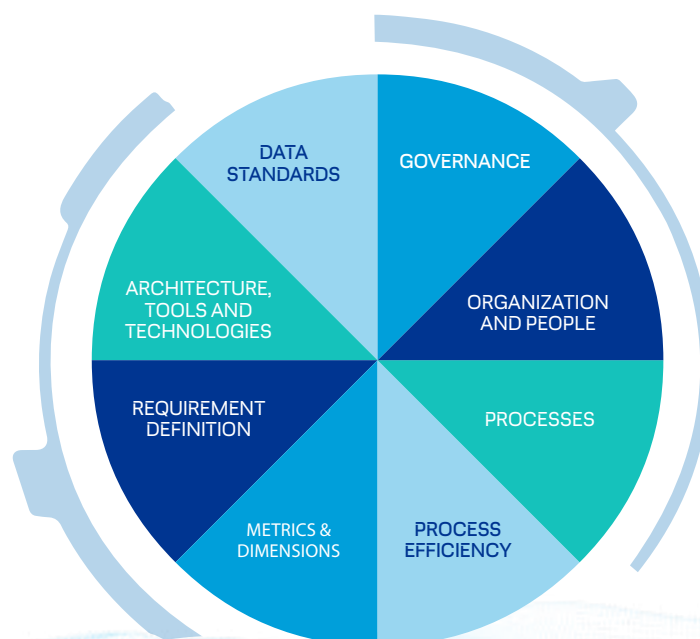 DATA
STANDARDS
GOVERNANCE
ARCHITECTURE,
TOOLS AND
TECHNOLOGIES
ORGANIZATION
AND PEOPLE
REQUIREMENT
DEFINITION
PROCESSES
METRICS &
DIMENSIONS
PROCESS
EFFICIENCY